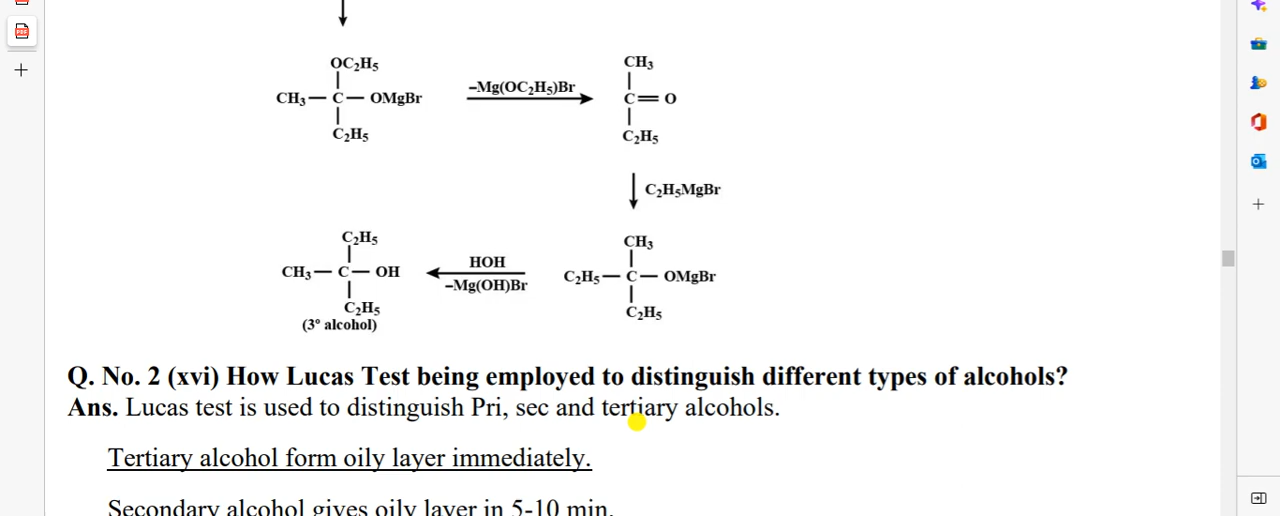 OC₂H₅
CH₃— C— OMgBr
C₂H₅
–Mg(OC₂H₅)Br
CH₃
C=O
C₂H₅
C₂H₅MgBr
C₂H₅
CH₃— C— OH
C₂H₅
(3º alcohol)
HOH
–Mg(OH)Br
CH₃
C₂H₅— C— OMgBr
C₂H₅
Q. No. 2 (xvi) How Lucas Test being employed to distinguish different types of alcohols?
Ans. Lucas test is used to distinguish Pri, sec and tertiary alcohols.
Tertiary alcohol form oily layer immediately.
Secondary alcohol gives oily layer in 5-10 min.